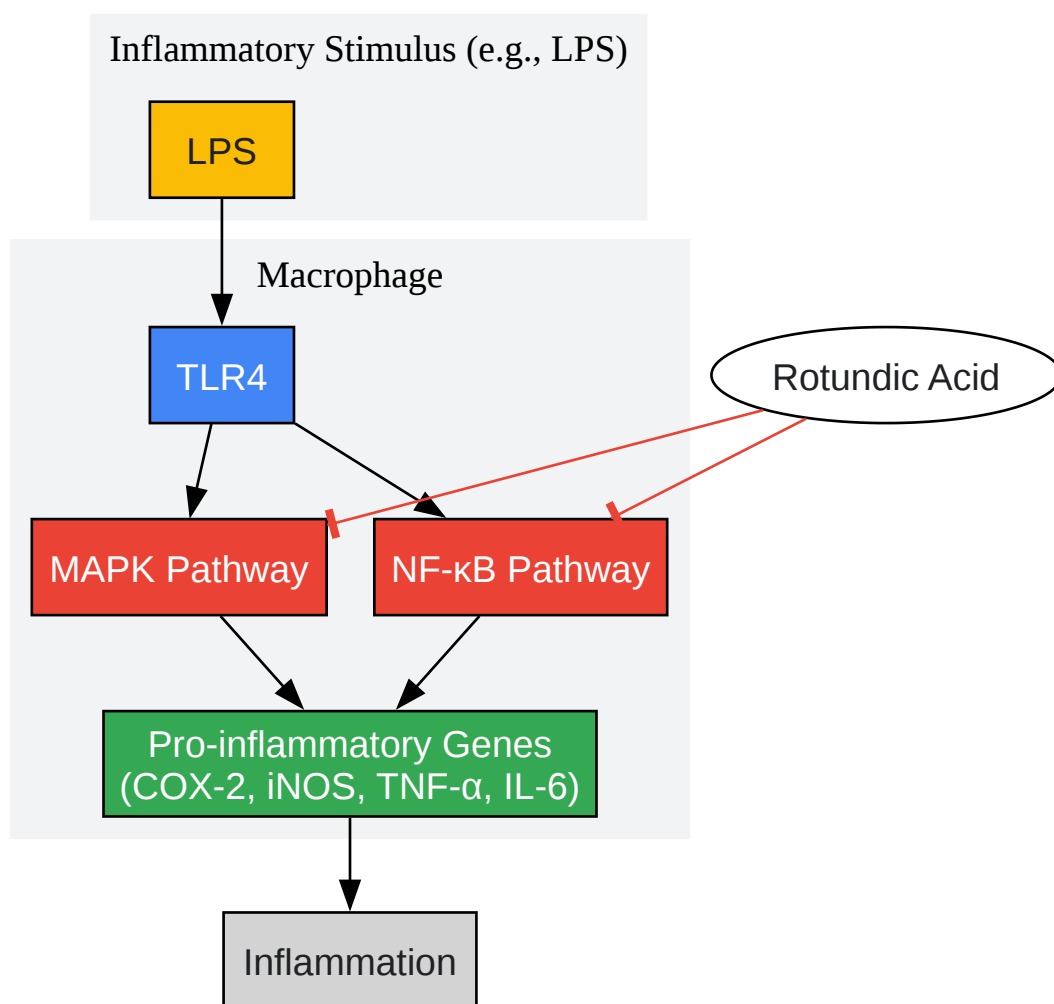 Inflammatory Stimulus (e.g., LPS)
LPS
Macrophage
TLR4
Rotundic Acid
MAPK Pathway
NF-κB Pathway
Pro-inflammatory Genes
(COX-2, iNOS, TNF-α, IL-6)
Inflammation